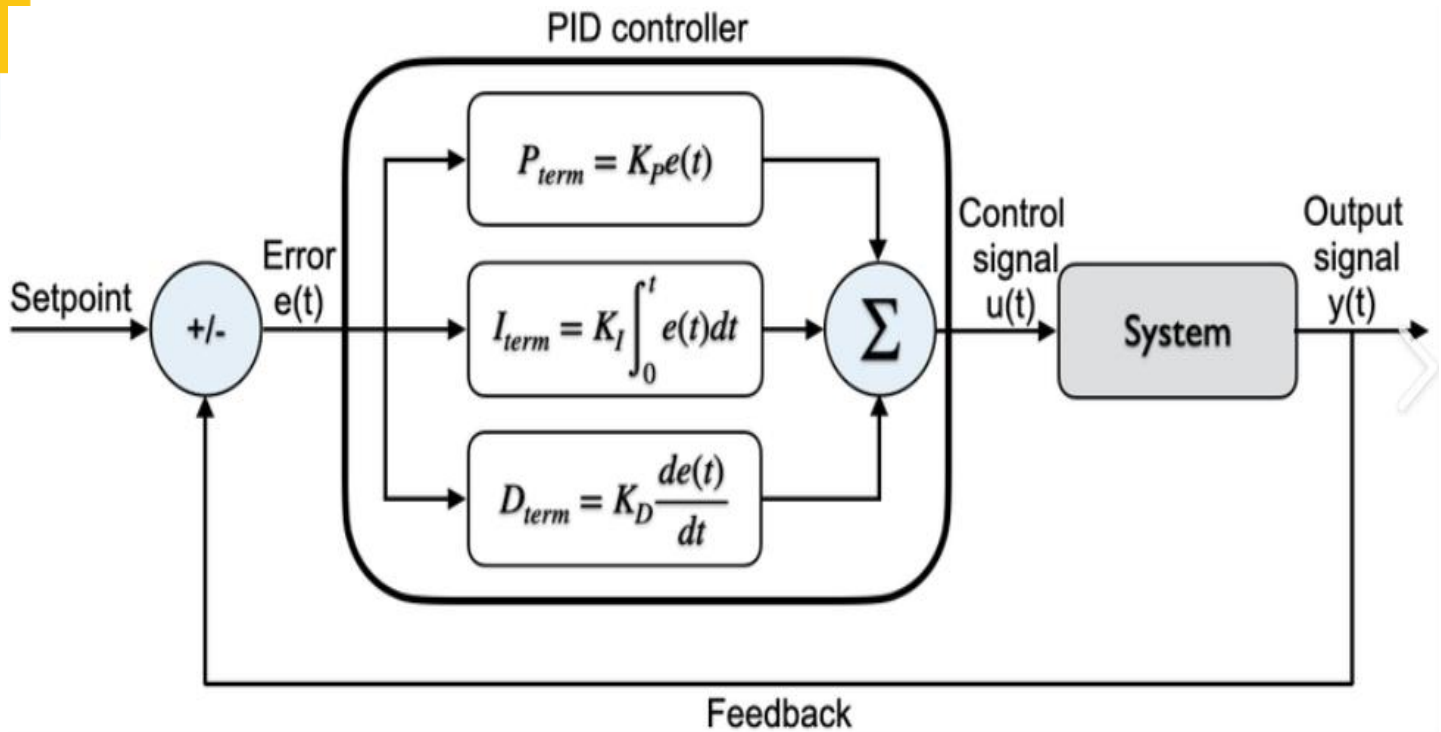 PID controller
P_term = K_P e(t)
Setpoint
+/-
Error
e(t)
I_term = K_I ∫_0^t e(t)dt
Σ
Control
signal
u(t)
System
Output
signal
y(t)
D_term = K_D de(t)/dt
Feedback